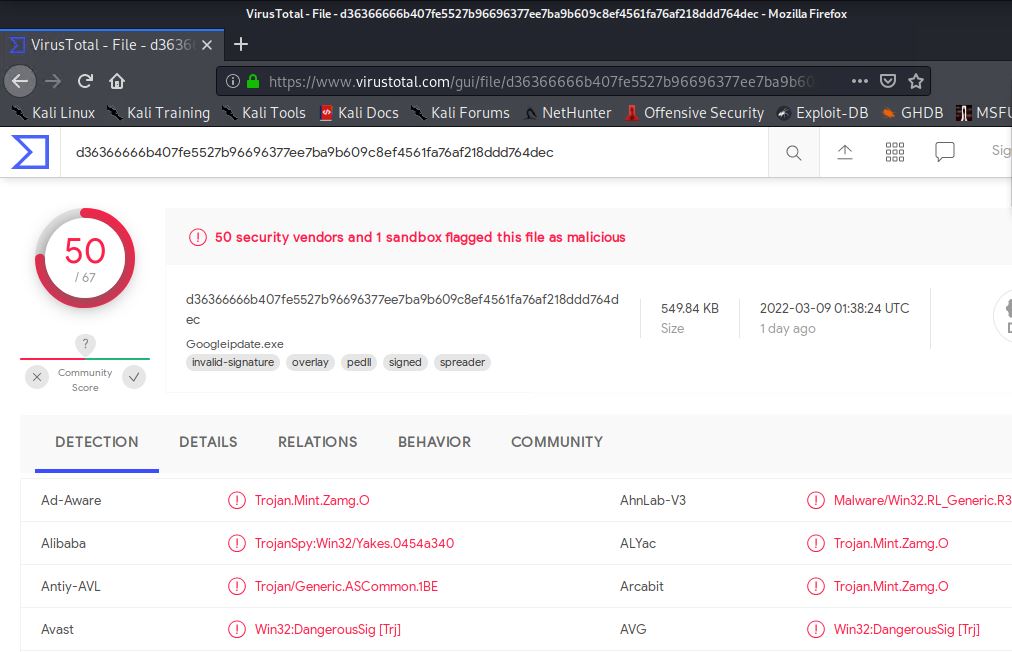 VirusTotal - File - d36366666b407fe5527b96696377ee7ba9b609c8ef4561fa76af218ddd764dec - Mozilla Firefox
VirusTotal - File - d3636
https://www.virustotal.com/gui/file/d36366666b407fe5527b96696377ee7ba9b60
Kali Linux Kali Training Kali Tools Kali Docs Kali Forums NetHunter Offensive Security Exploit-DB GHDB MSFU
d36366666b407fe5527b96696377ee7ba9b609c8ef4561fa76af218ddd764dec
Sig
50
/ 67
50 security vendors and 1 sandbox flagged this file as malicious
d36366666b407fe5527b96696377ee7ba9b609c8ef4561fa76af218ddd764d
ec
Googleipdate.exe
invalid-signature overlay pedll signed spreader
549.84 KB
Size
2022-03-09 01:38:24 UTC
1 day ago
?
Community
Score
DETECTION DETAILS RELATIONS BEHAVIOR COMMUNITY
Ad-Aware Trojan.Mint.Zamg.O AhnLab-V3 Malware/Win32.RL_Generic.R3
Alibaba TrojanSpy:Win32/Yakes.0454a340 ALYac Trojan.Mint.Zamg.O
Antiy-AVL Trojan/Generic.ASCommon.1BE Arcabit Trojan.Mint.Zamg.O
Avast Win32:DangerousSig [Trj] AVG Win32:DangerousSig [Trj]